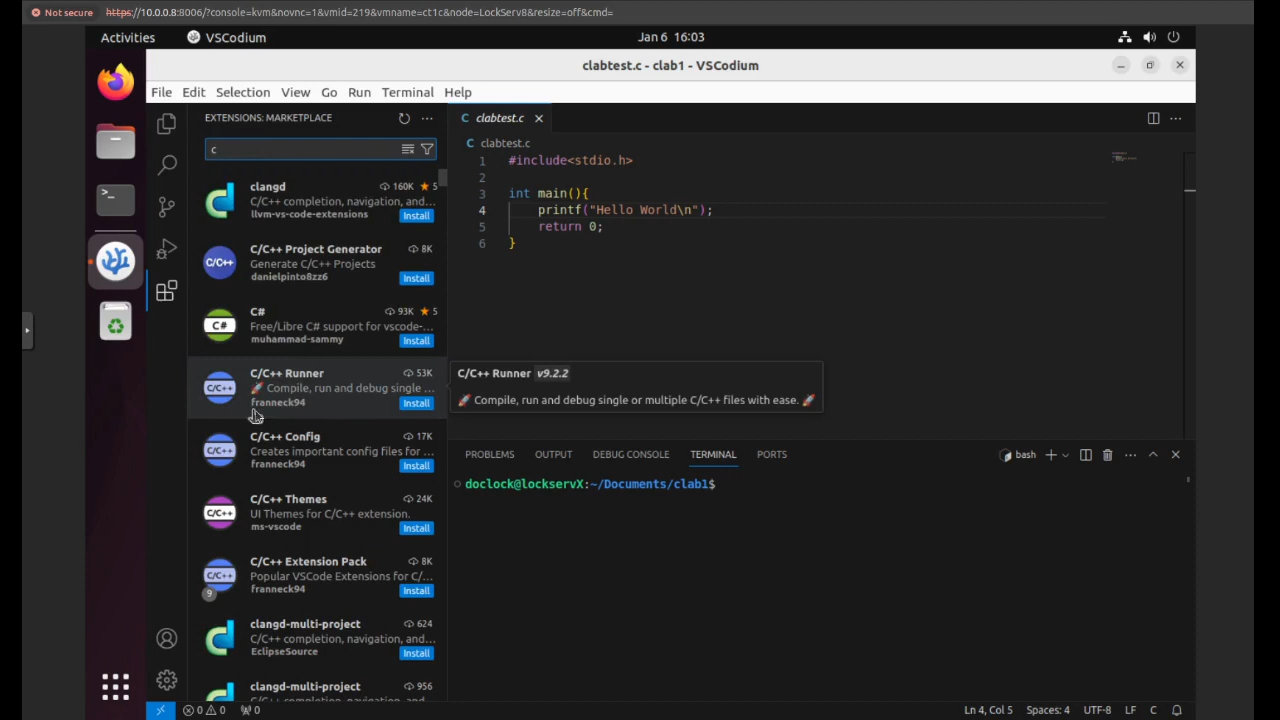 Not secure https://10.0.0.8:8006/?console=kvm&novnc=1&vmid=219&vmname=ct1c&node=LockServ8&resize=off&cmd=
Activities VSCodium Jan 6 16:03
clabtest.c - clab1 - VSCodium
File Edit Selection View Go Run Terminal Help
EXTENSIONS: MARKETPLACE
c
clangd 160K 5
C/C++ completion, navigation, and...
llvm-vs-code-extensions Install
C/C++ Project Generator 8K
Generate C/C++ Projects
danielpinto8zz6 Install
C# 93K 5
Free/Libre C# support for vscode-...
muhammad-sammy Install
C/C++ Runner 53K
🚀 Compile, run and debug single ...
franneck94 Install
C/C++ Config 17K
Creates important config files for ...
franneck94 Install
C/C++ Themes 24K
UI Themes for C/C++ extension.
ms-vscode Install
C/C++ Extension Pack 8K
Popular VSCode Extensions for C/...
9 franneck94 Install
clangd-multi-project 624
C/C++ completion, navigation, and...
EclipseSource Install
clangd-multi-project 956
C clabtest.c
C clabtest.c
1 #include<stdio.h>
2
3 int main(){
4 printf("Hello World\n");
5 return 0;
6 }
C/C++ Runner v9.2.2
🚀 Compile, run and debug single or multiple C/C++ files with ease. 🚀
PROBLEMS OUTPUT DEBUG CONSOLE TERMINAL PORTS bash
doclock@lockservX:~/Documents/clab1$
0 0 0 Ln 4, Col 5 Spaces: 4 UTF-8 LF C